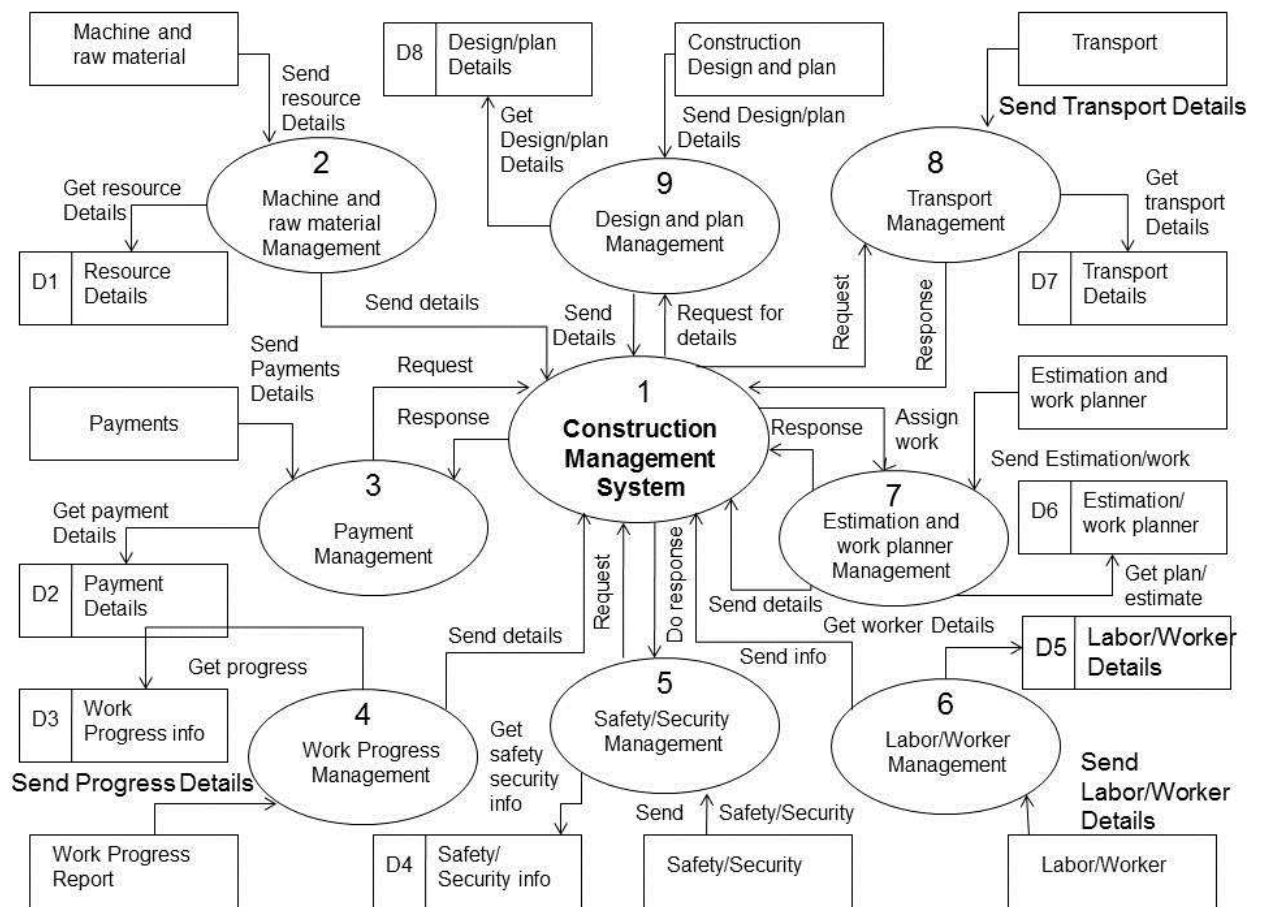 Machine and
raw material
D8
Design/plan
Details
Construction
Design and plan
Transport
Send
resource
Details
Get
Design/plan
Details
Send Design/plan
Details
Send Transport Details
2
Machine and
raw material
Management
9
Design and plan
Management
8
Transport
Management
Get resource
Details
Get
transport
Details
D1
Resource
Details
D7
Transport
Details
Send details
Send
Details
Request for
details
Request
Response
Send
Payments
Details
Request
Response
Payments
1
Construction
Management
System
Response
Assign
work
Estimation and
work planner
Send Estimation/work
3
Payment
Management
7
Estimation and
work planner
Management
D6
Estimation/
work planner
Get payment
Details
Get plan/
estimate
D2
Payment
Details
Send details
Request
Do response
Send details
Send info
Get worker Details
D5
Labor/Worker
Details
Get progress
D3
Work
Progress info
4
Work Progress
Management
5
Safety/Security
Management
6
Labor/Worker
Management
Send Progress Details
Get
safety
security
info
Send
Safety/Security
Send
Labor/Worker
Details
Work Progress
Report
D4
Safety/
Security info
Safety/Security
Labor/Worker